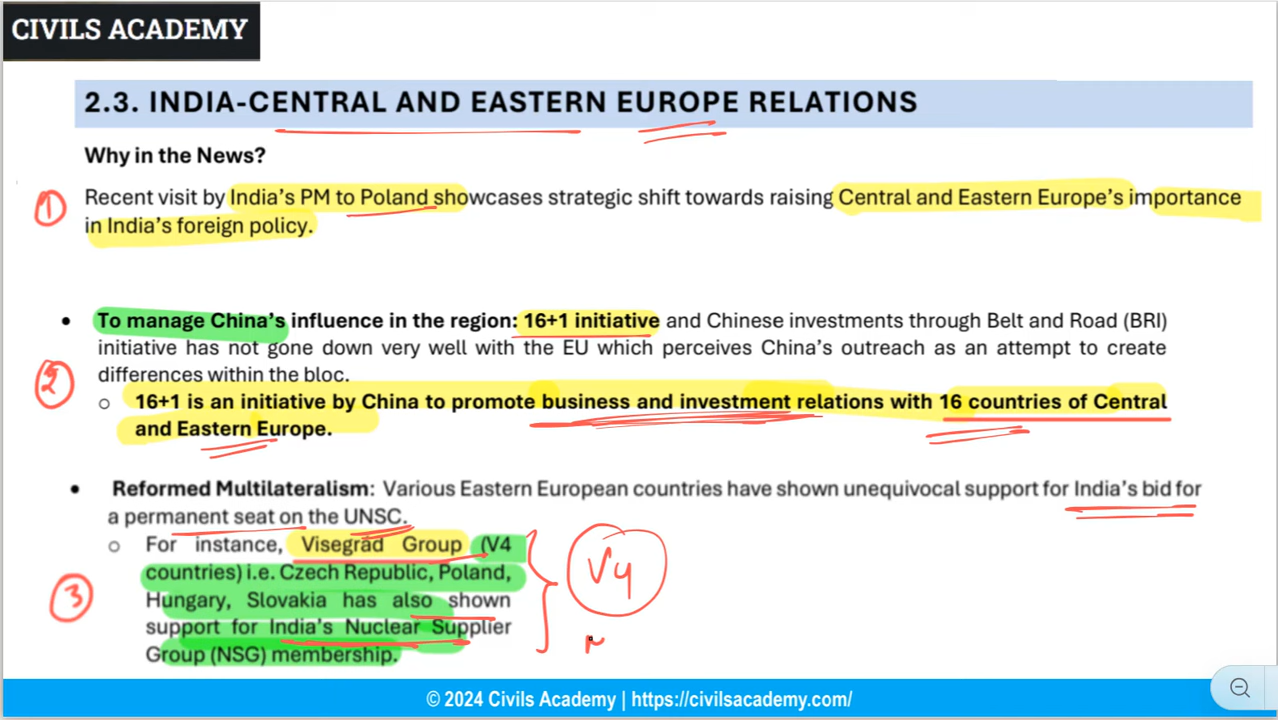 CIVILS ACADEMY
2.3. INDIA-CENTRAL AND EASTERN EUROPE RELATIONS
Why in the News?
① Recent visit by India's PM to Poland showcases strategic shift towards raising Central and Eastern Europe's importance
in India's foreign policy.
• To manage China's influence in the region: 16+1 initiative and Chinese investments through Belt and Road (BRI)
initiative has not gone down very well with the EU which perceives China's outreach as an attempt to create
② differences within the bloc.
o 16+1 is an initiative by China to promote business and investment relations with 16 countries of Central
and Eastern Europe.
• Reformed Multilateralism: Various Eastern European countries have shown unequivocal support for India's bid for
a permanent seat on the UNSC.
o For instance, Visegrad Group (V4
countries) i.e. Czech Republic, Poland,
③ Hungary, Slovakia has also shown
support for India's Nuclear Supplier
Group (NSG) membership.
V4
© 2024 Civils Academy | https://civilsacademy.com/